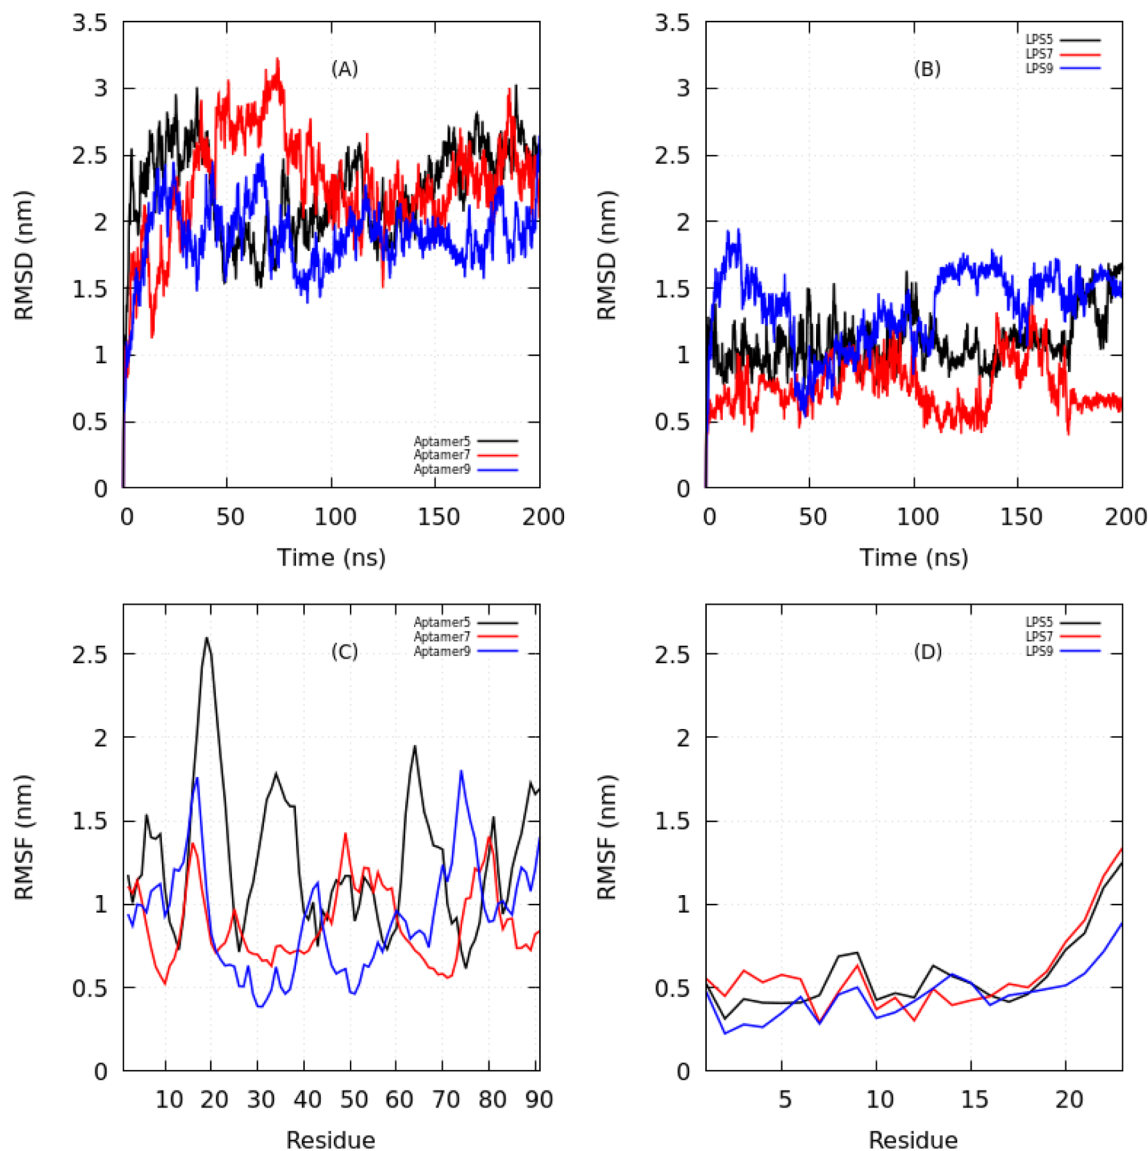 3.5
3
2.5
2
1.5
1
0.5
0
RMSD (nm)
(A)
Aptamer5
Aptamer7
Aptamer9
0 50 100 150 200
Time (ns)
3.5
3
2.5
2
1.5
1
0.5
0
RMSD (nm)
(B)
LPS5
LPS7
LPS9
0 50 100 150 200
Time (ns)
2.5
2
1.5
1
0.5
0
RMSF (nm)
(C)
Aptamer5
Aptamer7
Aptamer9
10 20 30 40 50 60 70 80 90
Residue
2.5
2
1.5
1
0.5
0
RMSF (nm)
(D)
LPS5
LPS7
LPS9
5 10 15 20
Residue